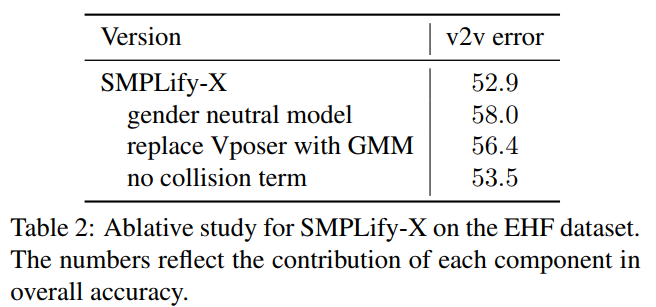 Version v2v error
SMPLify-X 52.9
gender neutral model 58.0
replace Vposer with GMM 56.4
no collision term 53.5
Table 2: Ablative study for SMPLify-X on the EHF dataset.
The numbers reflect the contribution of each component in
overall accuracy.